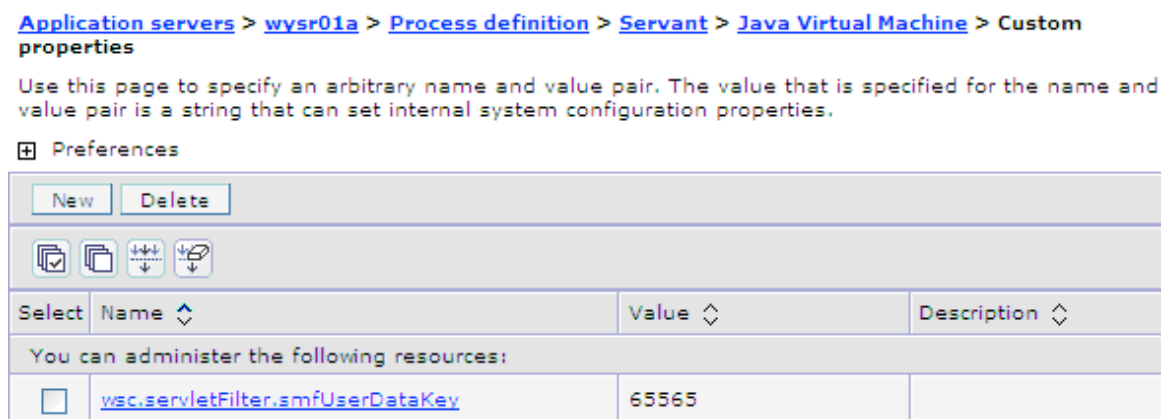 Application servers > wysr01a > Process definition > Servant > Java Virtual Machine > Custom
properties
Use this page to specify an arbitrary name and value pair. The value that is specified for the name and
value pair is a string that can set internal system configuration properties.
Preferences
New Delete
Select Name Value Description
You can administer the following resources:
wsc.servletFilter.smfUserDataKey 65565